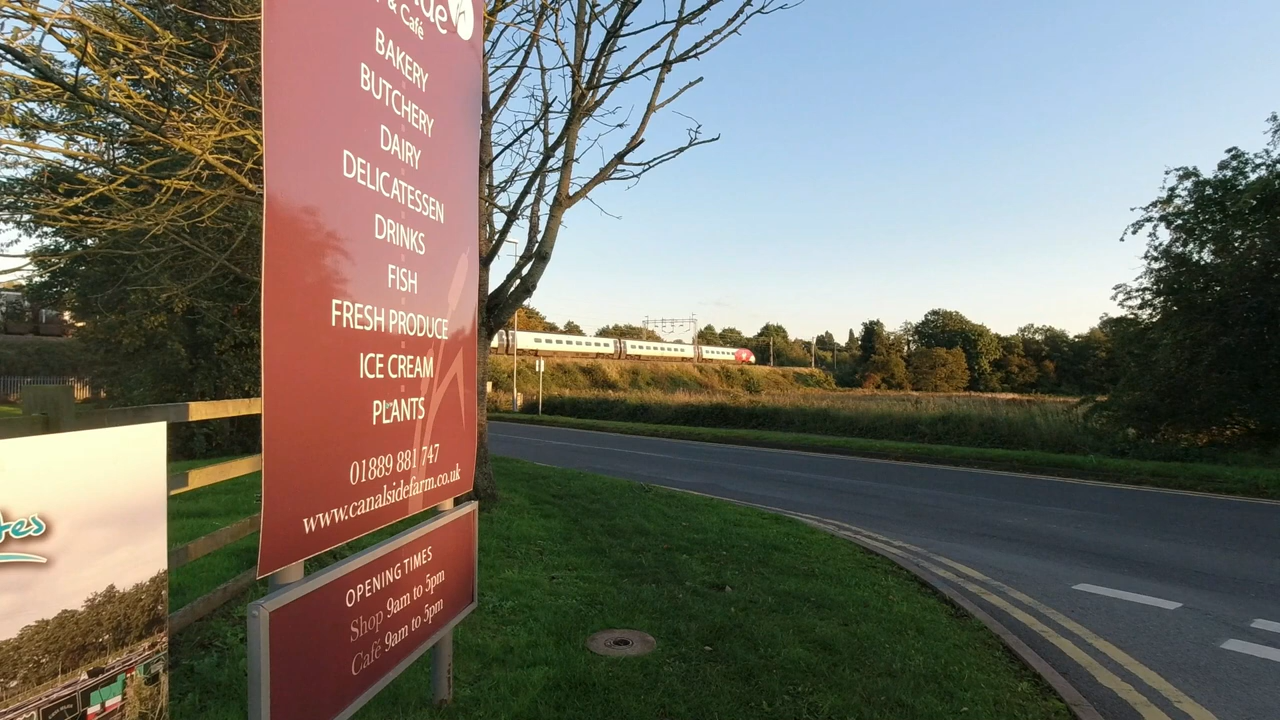 & Café
BAKERY
BUTCHERY
DAIRY
DELICATESSEN
DRINKS
FISH
FRESH PRODUCE
ICE CREAM
PLANTS
01889 881 747
www.canalsidefarm.co.uk
OPENING TIMES
Shop 9am to 5pm
Café 9am to 5pm